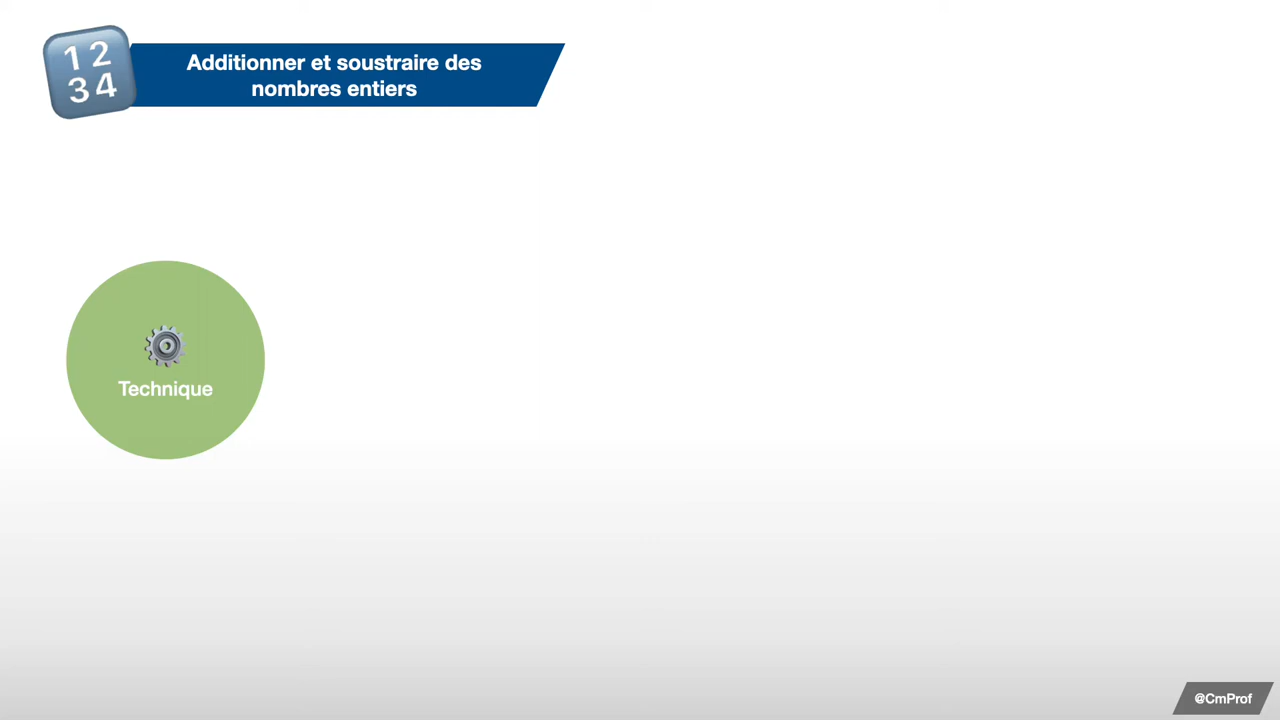 1 2
3 4
Additionner et soustraire des
nombres entiers
Technique
@CmProf